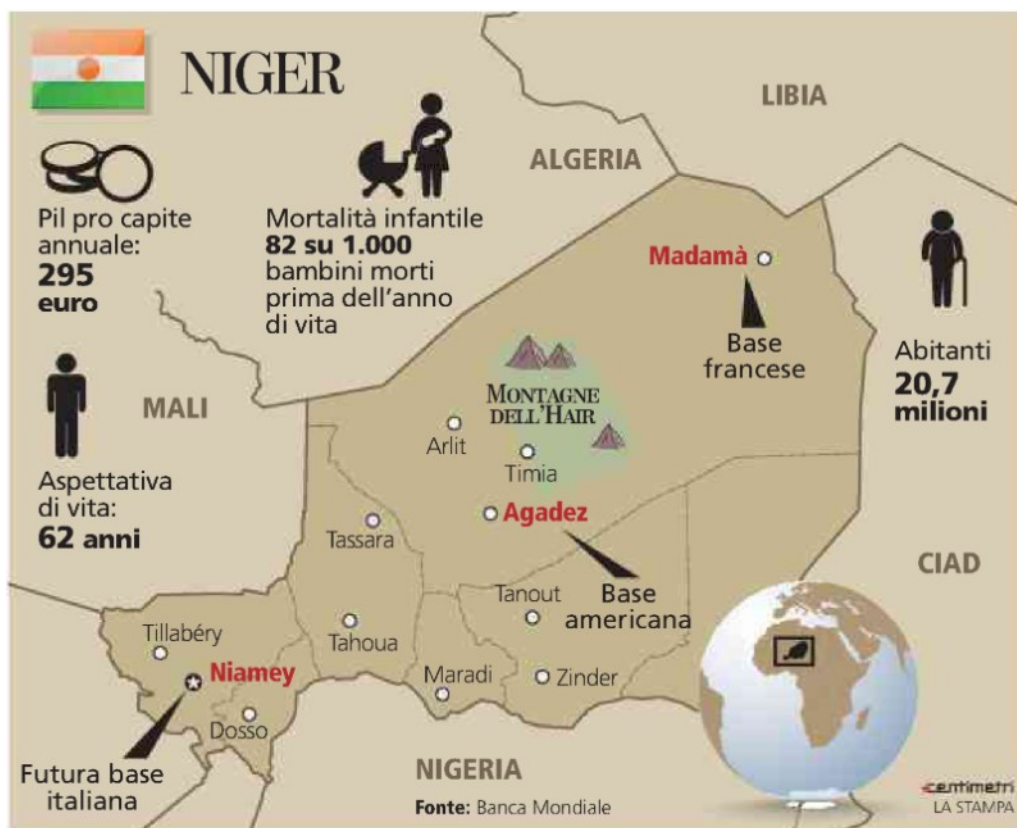 NIGER
Pil pro capite
annuale:
295
euro
Mortalità infantile
82 su 1.000
bambini morti
prima dell'anno
di vita
Aspettativa
di vita:
62 anni
Abitanti
20,7
milioni
LIBIA
ALGERIA
MALI
CIAD
NIGERIA
Madamà
Base
francese
MONTAGNE
DELL'HAIR
Arlit
Timia
Agadez
Base
americana
Tassara
Tanout
Tahoua
Tillabéry
Niamey
Maradi
Zinder
Dosso
Futura base
italiana
Fonte: Banca Mondiale
centimetri
LA STAMPA